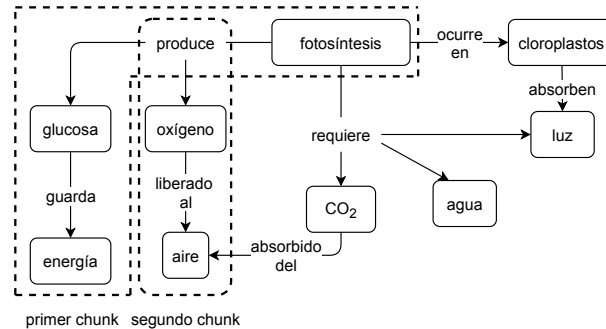 produce
fotosíntesis
ocurre
en
cloroplastos
absorben
glucosa
oxígeno
requiere
luz
guarda
liberado
al
CO₂
agua
energía
aire
absorbido
del
primer chunk
segundo chunk